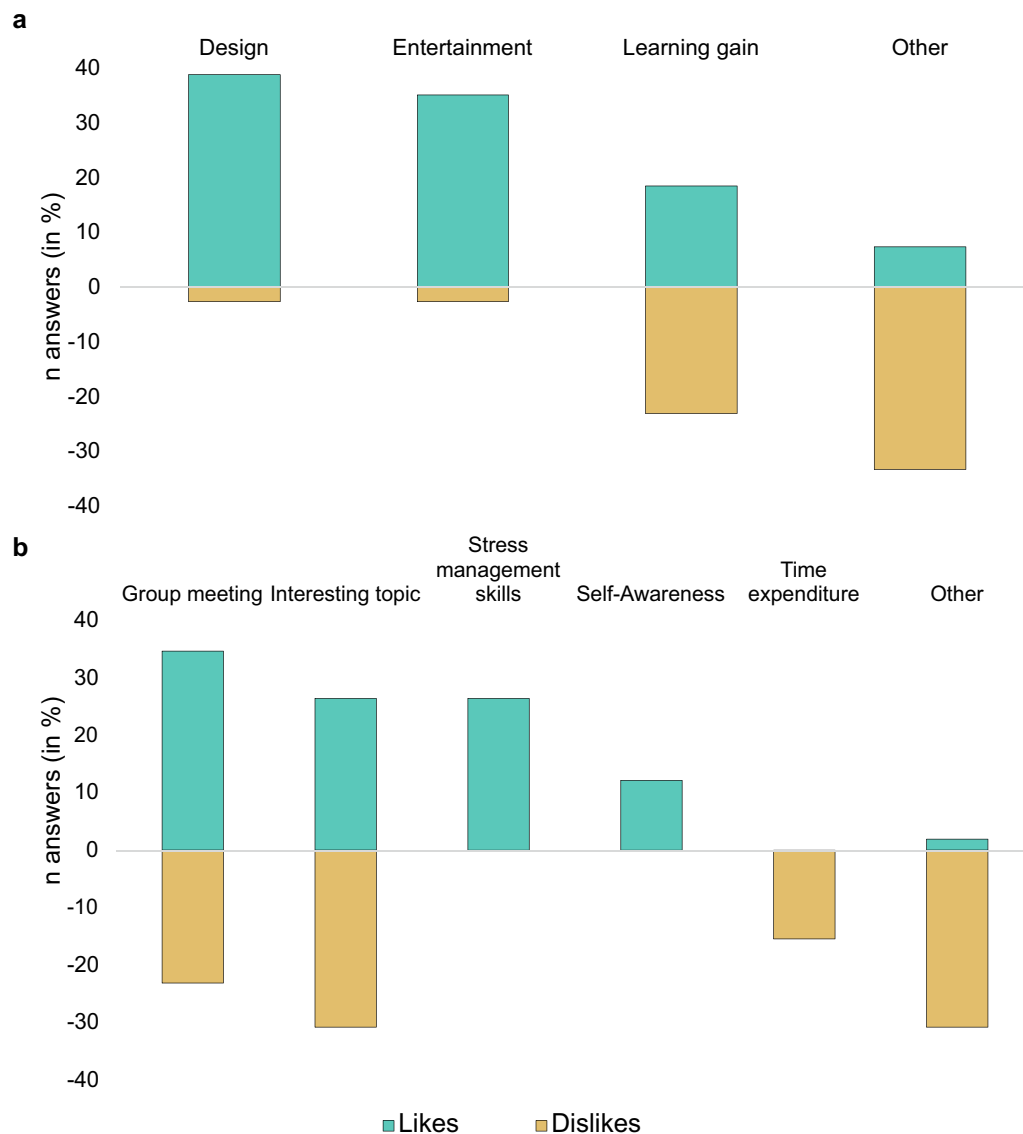 a
Design Entertainment Learning gain Other
40
30
20
10
0
-10
-20
-30
-40
n answers (in %)
b
Group meeting Interesting topic Stress management skills Self-Awareness Time expenditure Other
40
30
20
10
0
-10
-20
-30
-40
n answers (in %)
Likes Dislikes